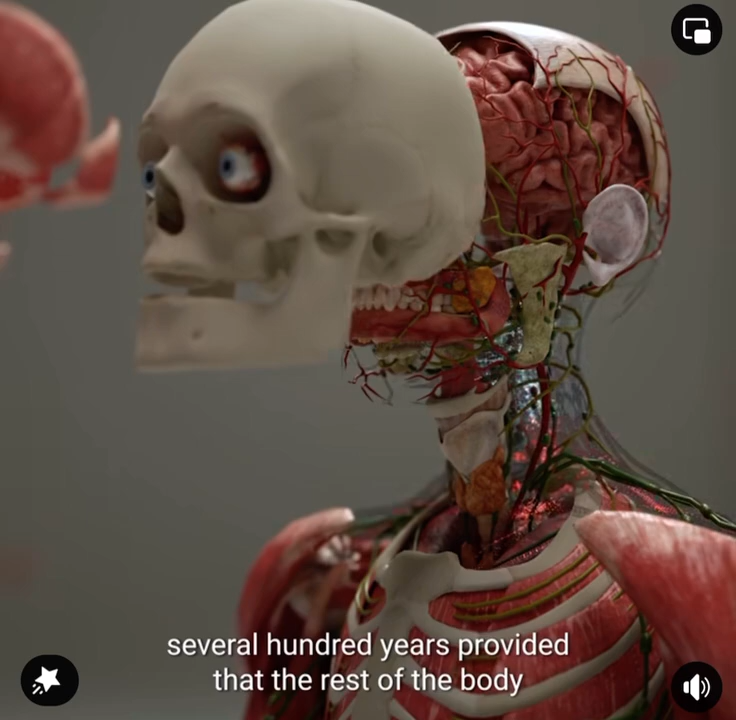 several hundred years provided
that the rest of the body